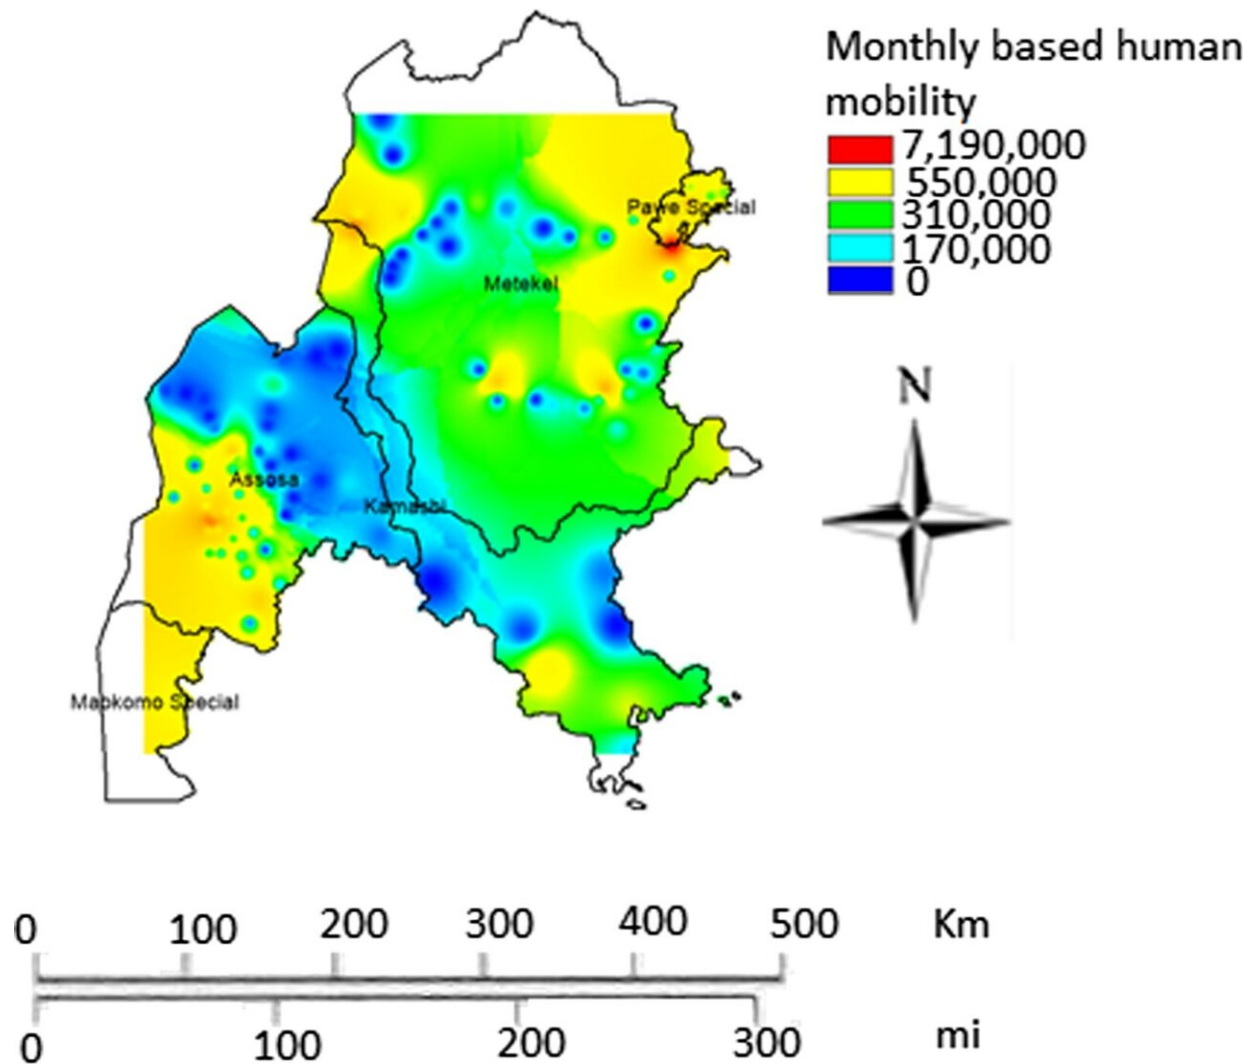 Monthly based human
mobility
7,190,000
550,000
310,000
170,000
0
Pawe Special
Metekel
N
Assosa
Kamashi
Maokomo Special
0 100 200 300 400 500 Km
0 100 200 300 mi